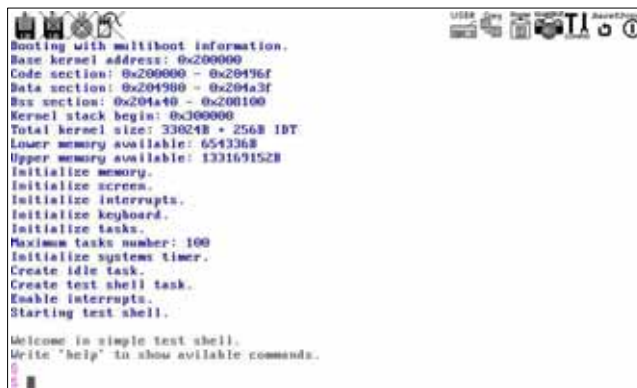 USER
Booting with multiboot information.
Base kernel address: 0x200000
Code section: 0x200000 - 0x20496f
Data section: 0x204980 - 0x204a3f
Bss section: 0x204a40 - 0x208100
Kernel stack begin: 0x300000
Total kernel size: 33024B + 256B IDT
Lower memory available: 654336B
Upper memory available: 133169152B
Initialize memory.
Initialize screen.
Initialize interrupts.
Initialize keyboard.
Initialize tasks.
Maximum tasks number: 100
Initialize systems timer.
Create idle task.
Create test shell task.
Enable interrupts.
Starting test shell.
Welcome in simple test shell.
Write "help" to show avilable commands.